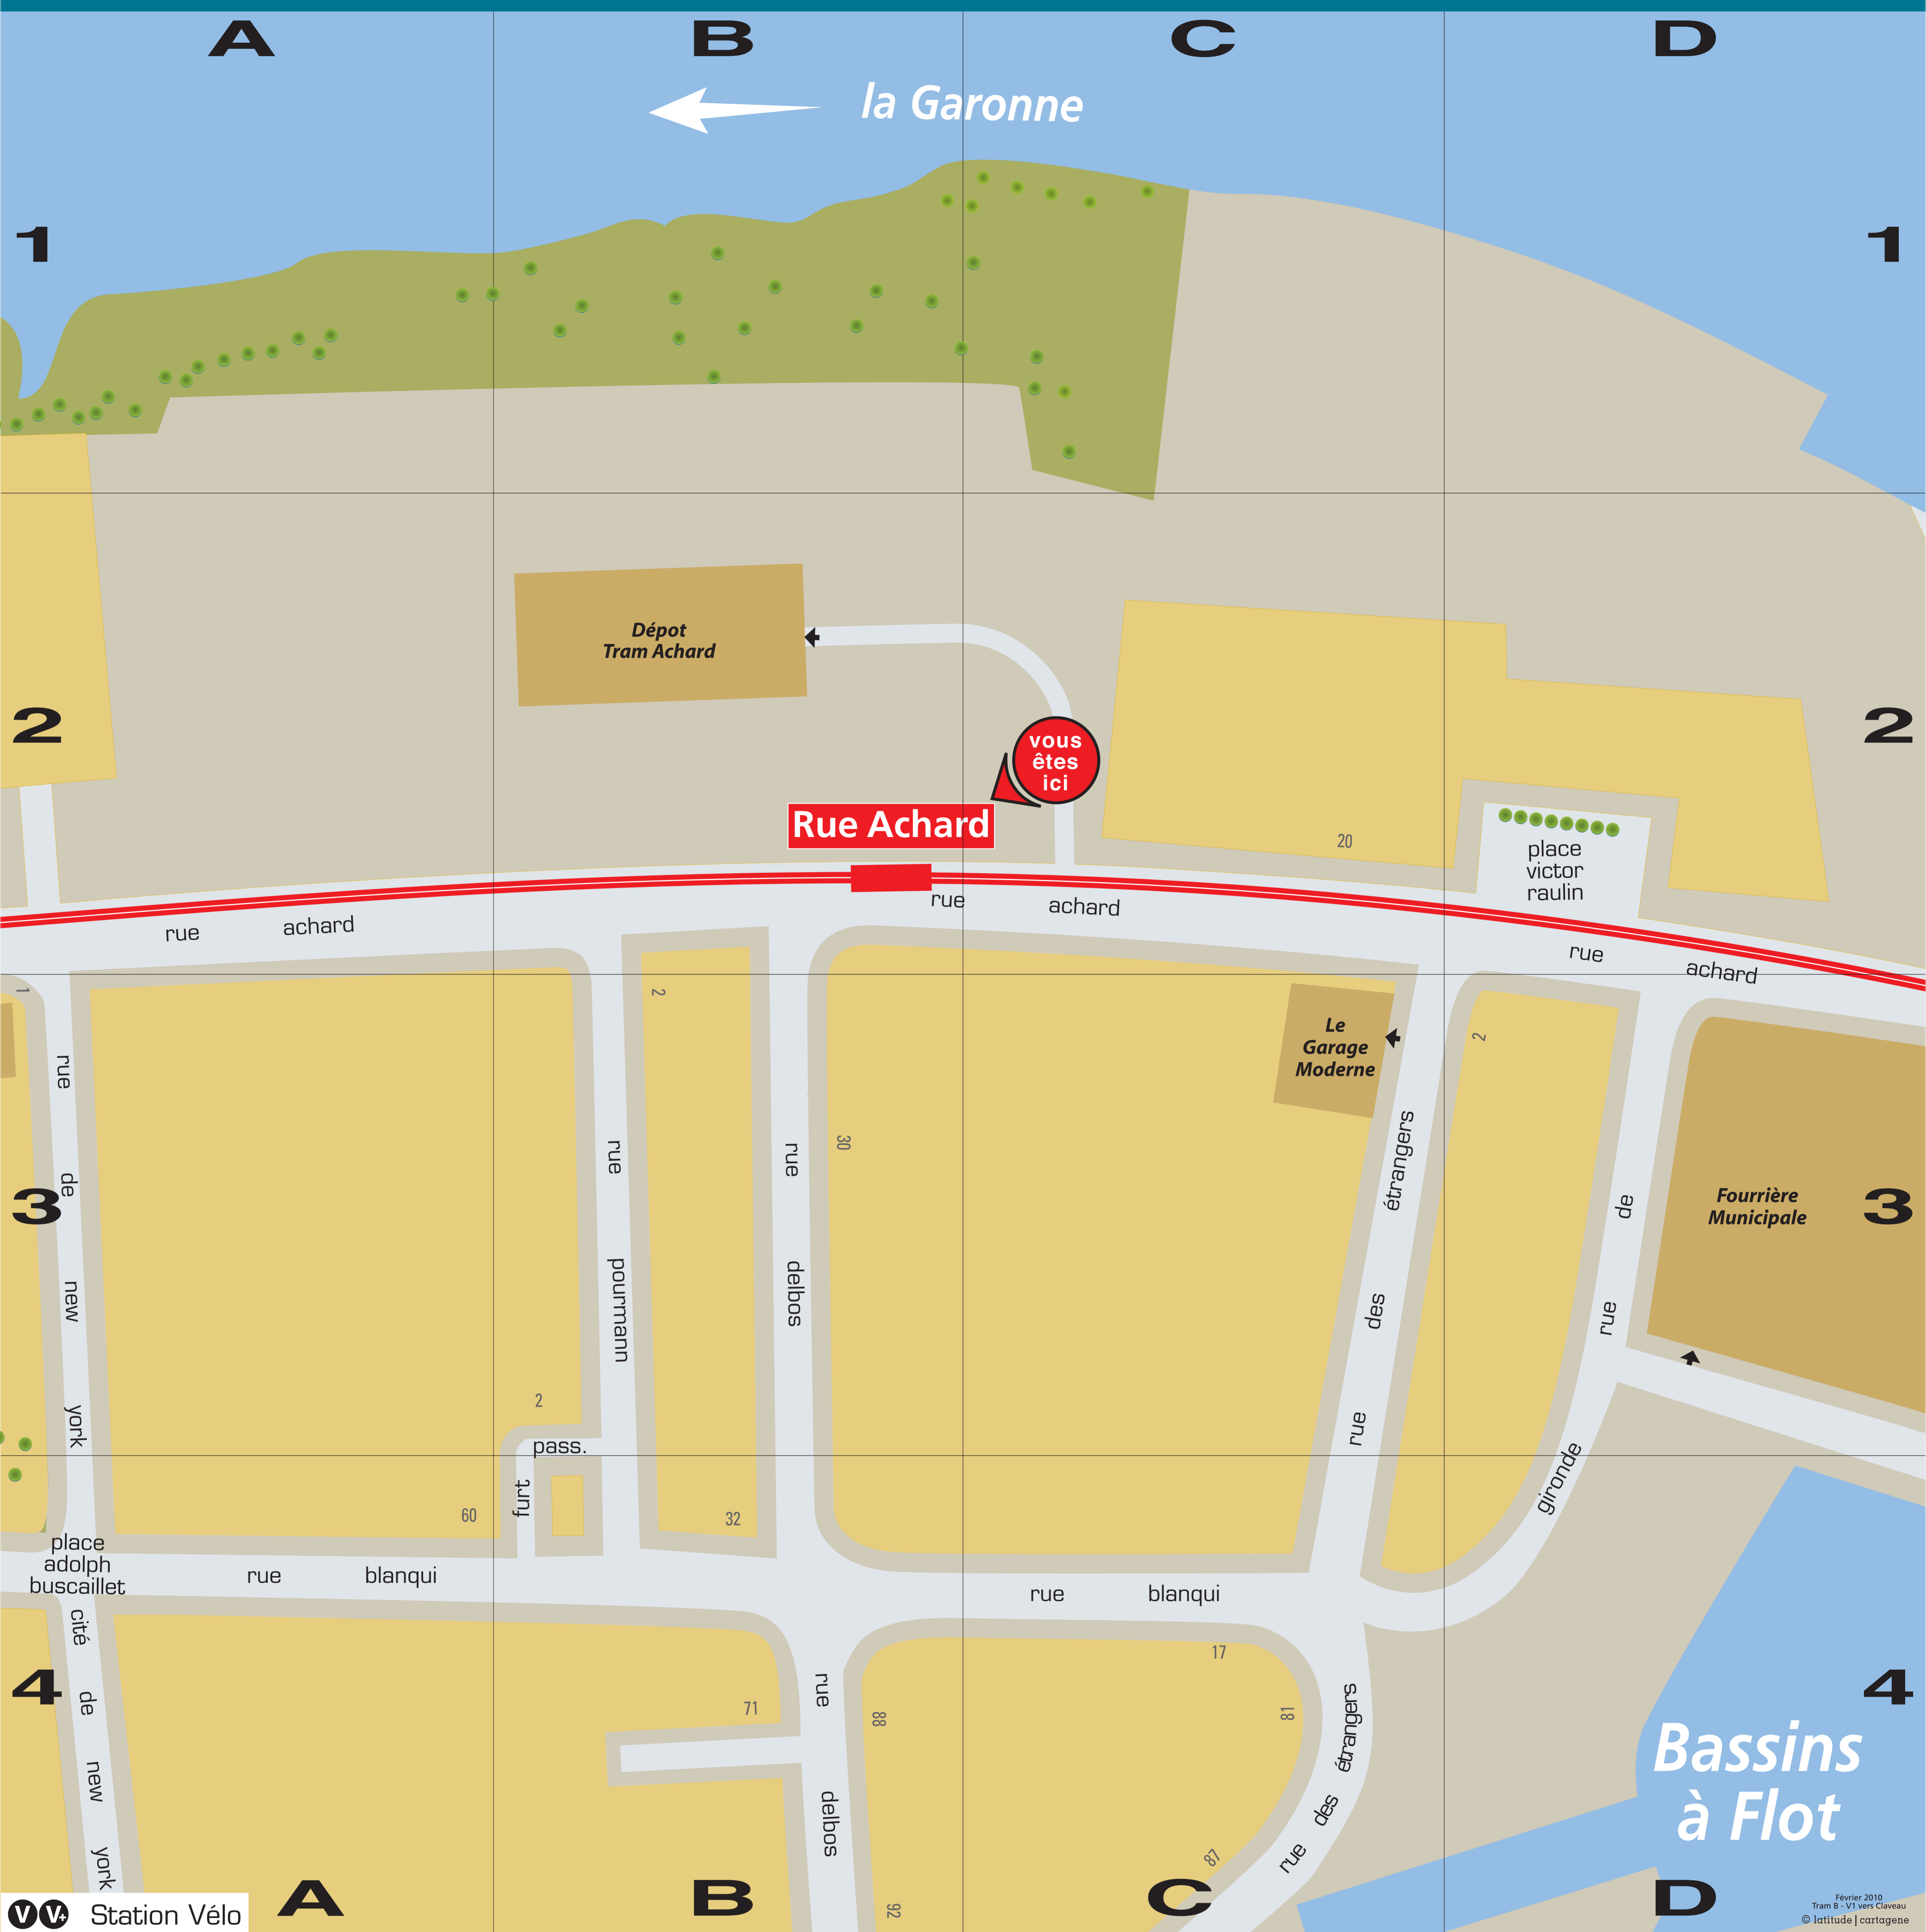 A B C D
la Garonne
1 1
Dépot
Tram Achard
2 2
vous
êtes
ici
Rue Achard
20
place
victor
raulin
rue achard
rue achard
rue achard
1
2
2
Le
Garage
Moderne
rue de new york
rue pourmann
rue delbos
30
rue des étrangers
rue de gironde
Fourrière
Municipale
3 3
2
pass.
furt
60
32
place
adolph
buscaillet
rue blanqui
rue blanqui
cité de new york
4 4
71
88
17
81
87
92
rue delbos
rue des étrangers
Bassins
à Flot
A B C D
V V+ Station Vélo
Février 2010
Tram B - V1 vers Claveau
© latitude | cartagene